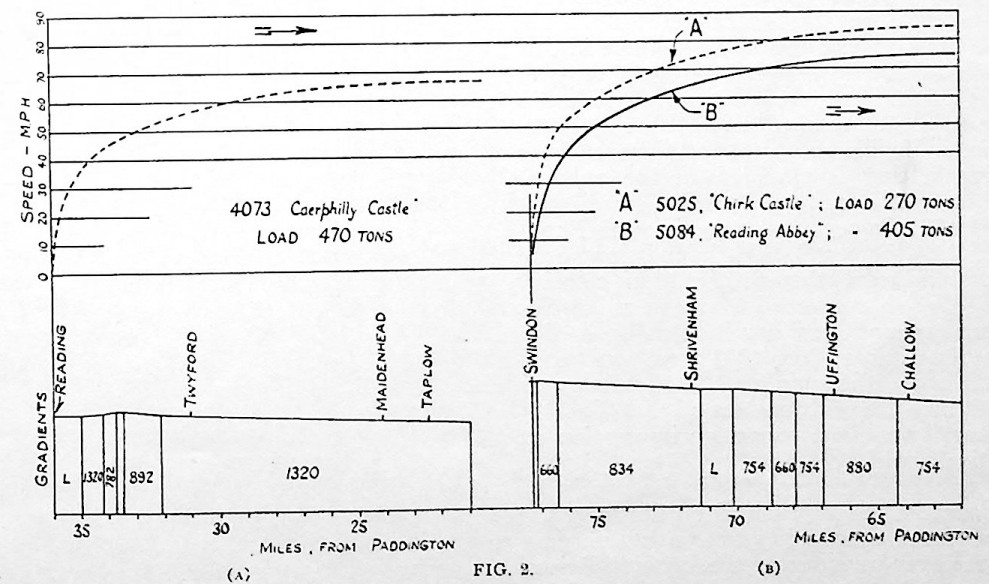 SPEED - MPH
90
80
70
60
50
40
30
20
10
0
"A"
"B"
4073 Caerphilly Castle"
LOAD 470 TONS
"A" 5025, "Chirk Castle"; LOAD 270 TONS
"B" 5084, "Reading Abbey"; - 405 TONS
GRADIENTS
READING
TWYFORD
MAIDENHEAD
TAPLOW
SWINDON
SHRIVENHAM
UFFINGTON
CHALLOW
L 1320 782 892 1320
660 834 L 754 660 754 880 754
35 30 25
75 70 65
MILES, FROM PADDINGTON
MILES, FROM PADDINGTON
(A) FIG. 2. (B)